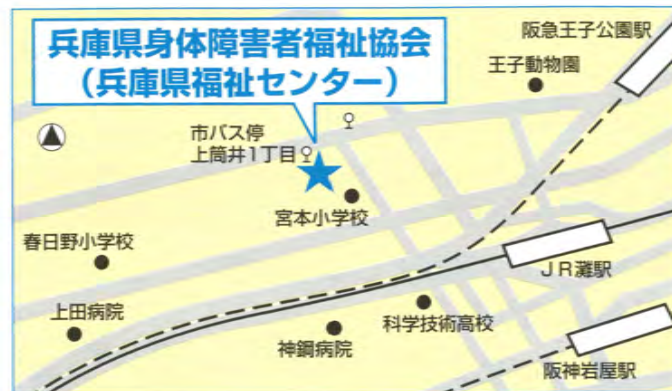 兵庫県身体障害者福祉協会
(兵庫県福祉センター)
阪急王子公園駅
王子動物園
市バス停
上筒井1丁目
宮本小学校
春日野小学校
JR灘駅
上田病院
科学技術高校
神鋼病院
阪神岩屋駅